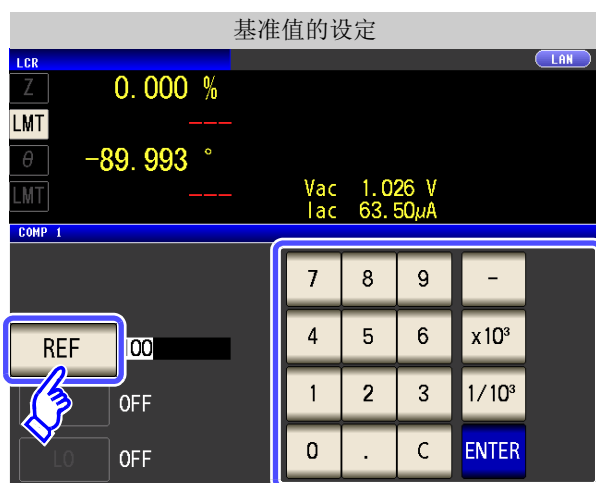 基准值的设定
LCR LAN
Z 0.000 %
LMT ---
θ -89.993 °
LMT ---
Vac 1.026 V
Iac 63.50μA
COMP 1
7 8 9 -
REF 100
4 5 6 x10³
OFF
1 2 3 1/10³
LO OFF
0 . C ENTER